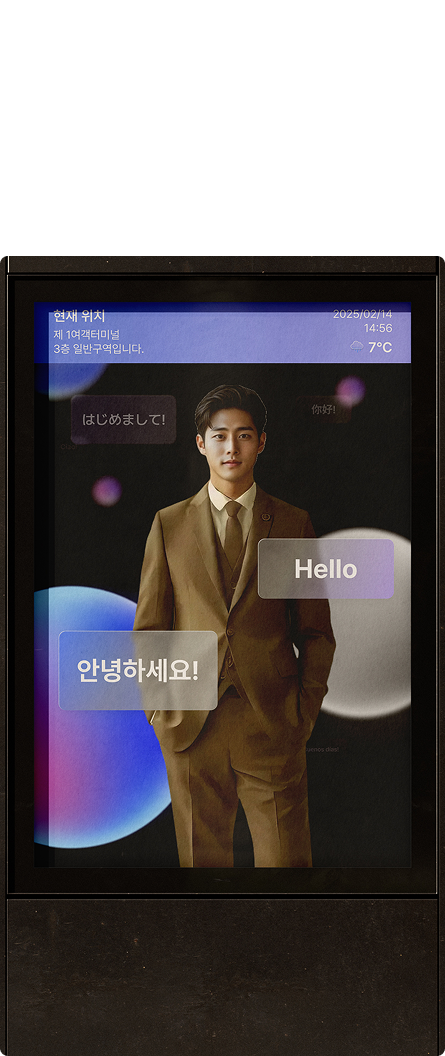 현재 위치
제 1여객터미널
3층 일반구역입니다.
2025/02/14
14:56
7°C
はじめまして!
你好!
Hello
안녕하세요!